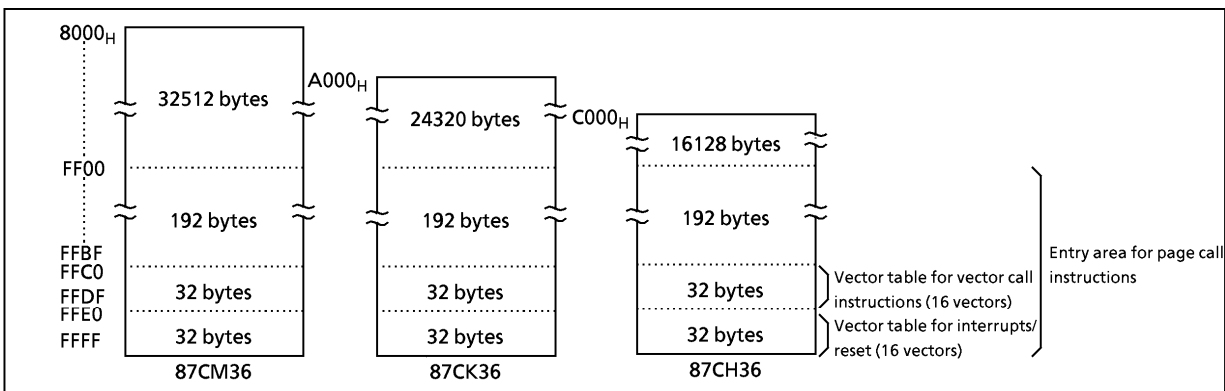 8000H
32512 bytes
A000H
24320 bytes
C000H
16128 bytes
FF00
192 bytes
192 bytes
192 bytes
FFBF
FFC0
32 bytes
32 bytes
32 bytes
Vector table for vector call
instructions (16 vectors)
Entry area for page call
instructions
FFDF
FFE0
32 bytes
32 bytes
32 bytes
Vector table for interrupts/
reset (16 vectors)
FFFF
87CM36
87CK36
87CH36